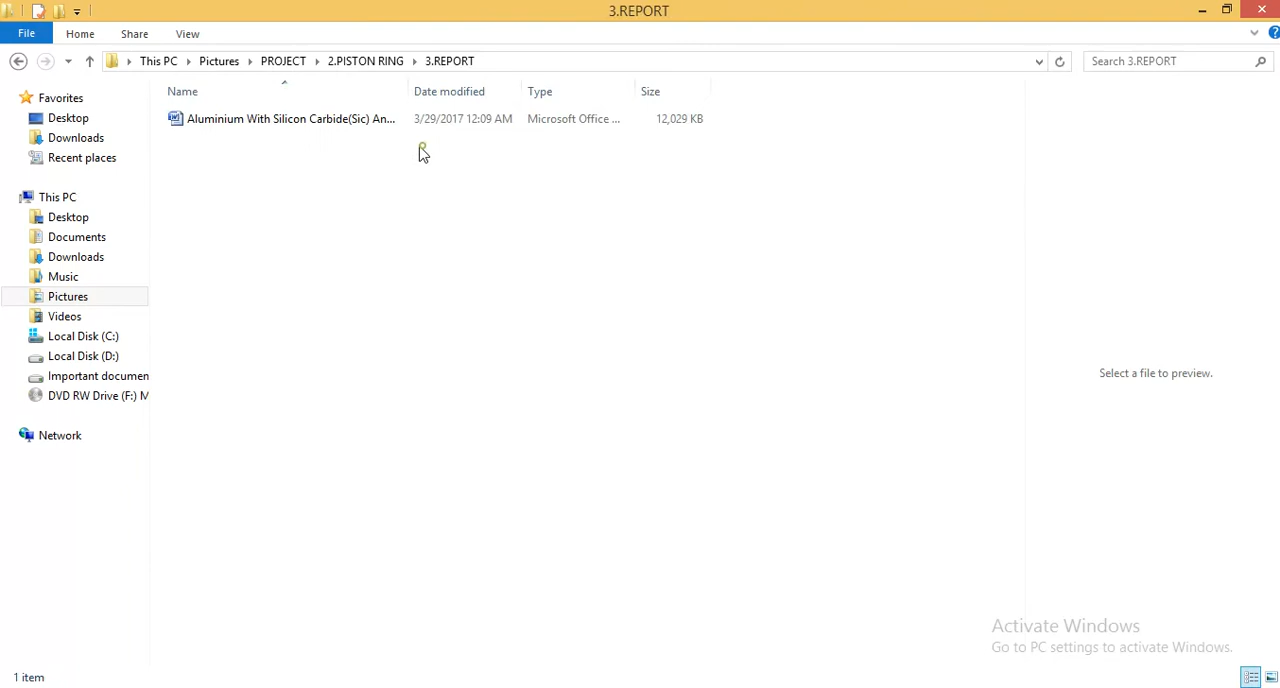 3.REPORT
File Home Share View
This PC Pictures PROJECT 2.PISTON RING 3.REPORT Search 3.REPORT
Name Date modified Type Size
Aluminium With Silicon Carbide(Sic) An... 3/29/2017 12:09 AM Microsoft Office ... 12,029 KB
Favorites
Desktop
Downloads
Recent places
This PC
Desktop
Documents
Downloads
Music
Pictures
Videos
Local Disk (C:)
Local Disk (D:)
Important documen
DVD RW Drive (F:) M
Network
Select a file to preview.
Activate Windows
Go to PC settings to activate Windows.
1 item